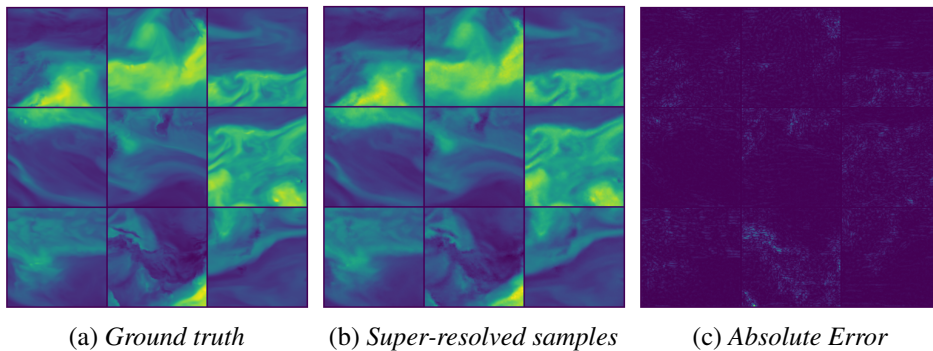 (a) Ground truth
(b) Super-resolved samples
(c) Absolute Error